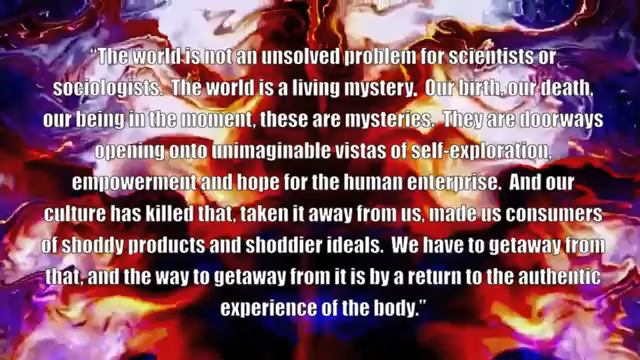 “The world is not an unsolved problem for scientists or
sociologists.  The world is a living mystery.  Our birth, our death,
our being in the moment, these are mysteries.  They are doorways
opening onto unimaginable vistas of self-exploration,
empowerment and hope for the human enterprise.  And our
culture has killed that, taken it away from us, made us consumers
of shoddy products and shoddier ideals.  We have to getaway from
that, and the way to getaway from it is by a return to the authentic
experience of the body.”